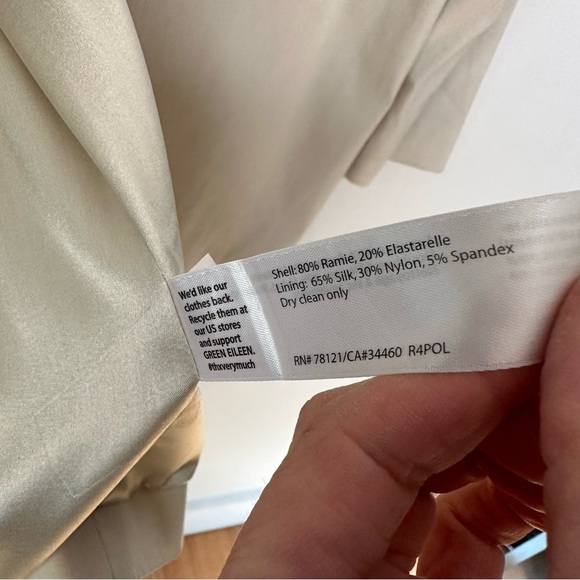 We'd like our
clothes back.
Recycle them at
our US stores
and support
GREEN EILEEN.
#thxverymuch
Shell: 80% Ramie, 20% Elastarelle
Lining: 65% Silk, 30% Nylon, 5% Spandex
Dry clean only
RN# 78121/CA#34460 R4POL